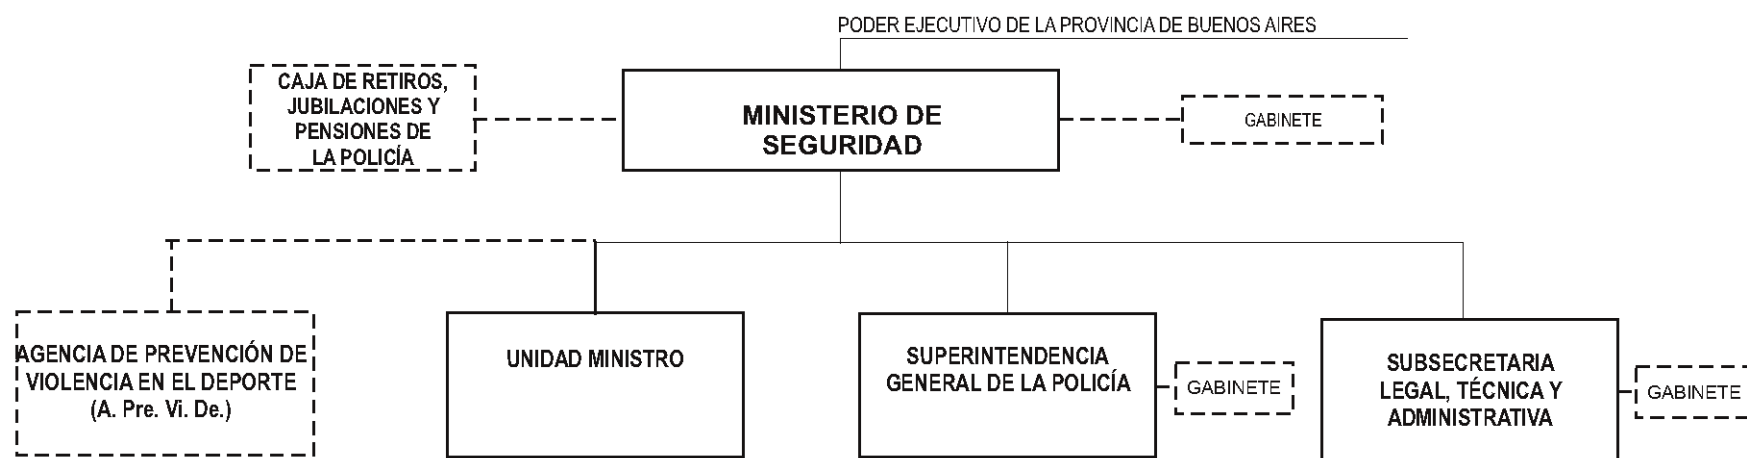 PODER EJECUTIVO DE LA PROVINCIA DE BUENOS AIRES
CAJA DE RETIROS,
JUBILACIONES Y
PENSIONES DE
LA POLICÍA
MINISTERIO DE
SEGURIDAD
GABINETE
AGENCIA DE PREVENCIÓN DE
VIOLENCIA EN EL DEPORTE
(A. Pre. Vi. De.)
UNIDAD MINISTRO
SUPERINTENDENCIA
GENERAL DE LA POLICÍA
GABINETE
SUBSECRETARIA
LEGAL, TÉCNICA Y
ADMINISTRATIVA
GABINETE